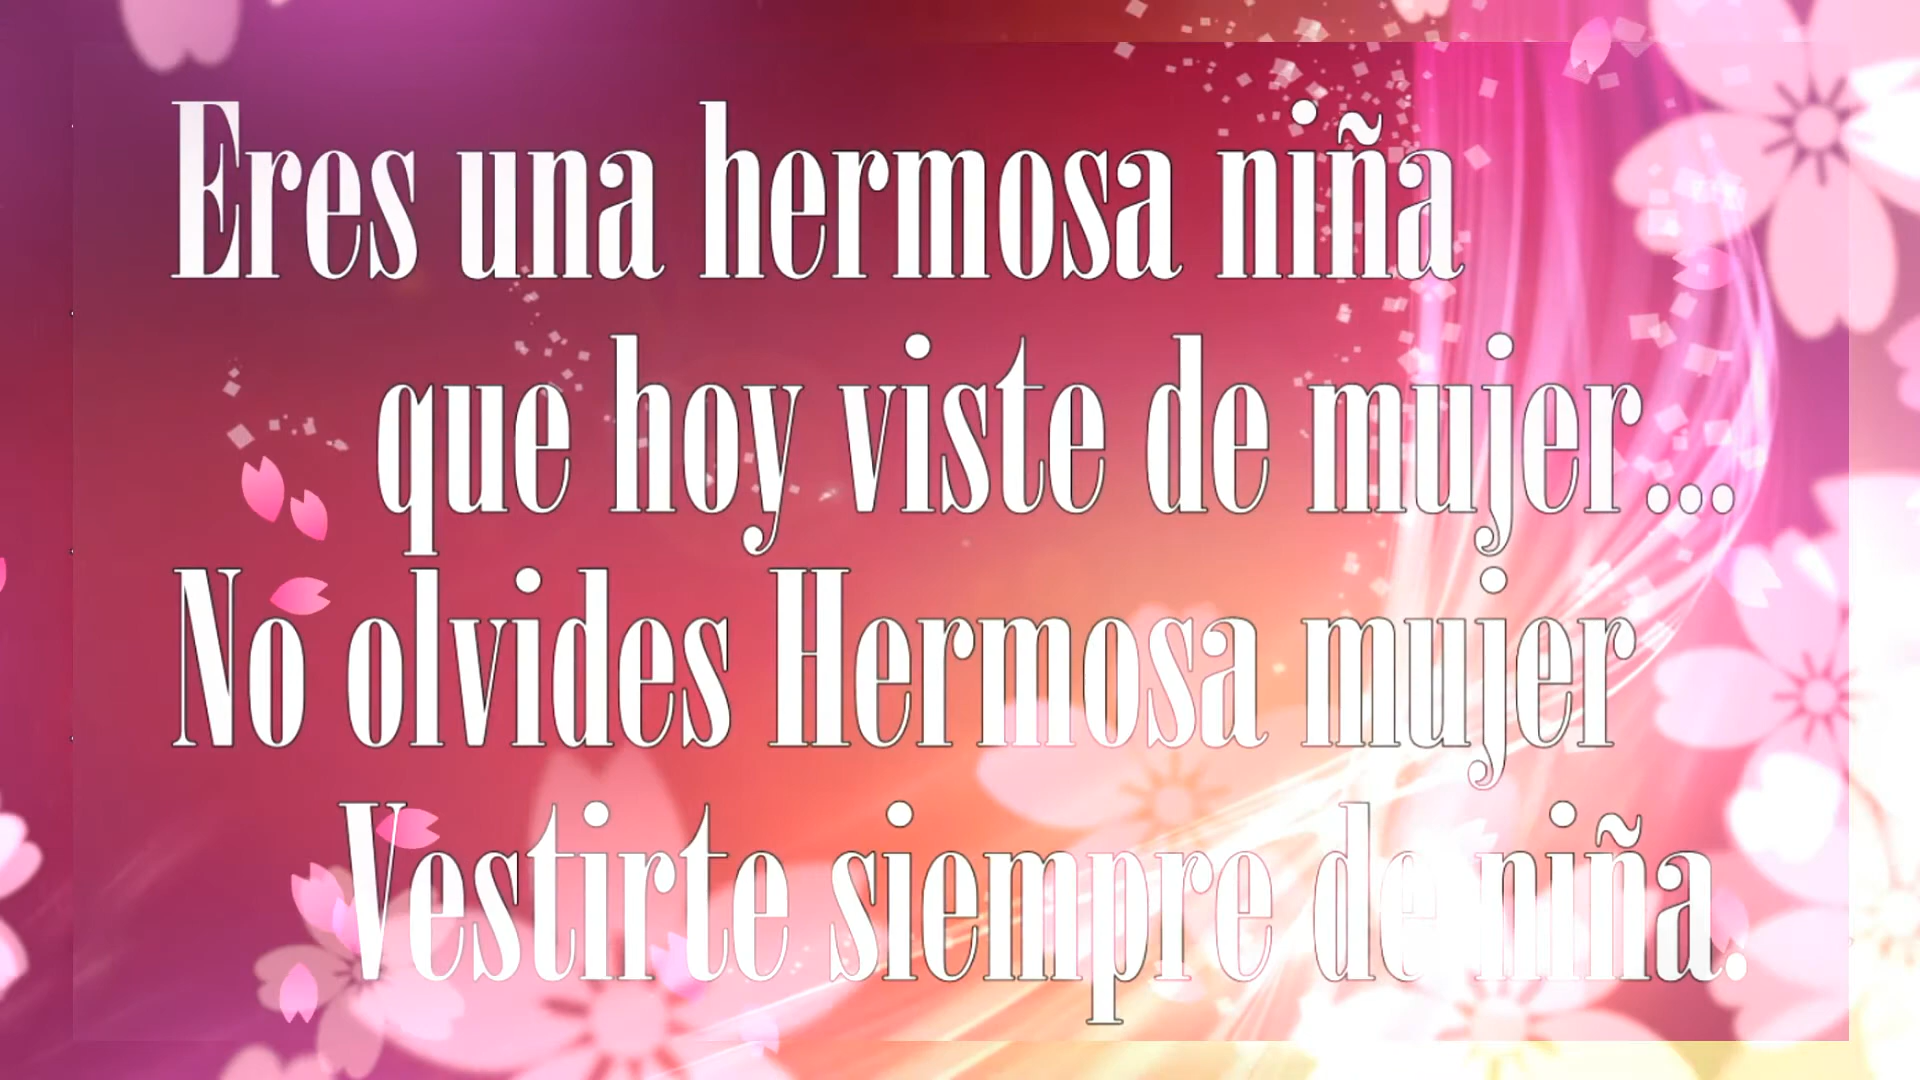 Eres una hermosa niña
que hoy viste de mujer...
No olvides Hermosa mujer
Vestirte siempre de niña.